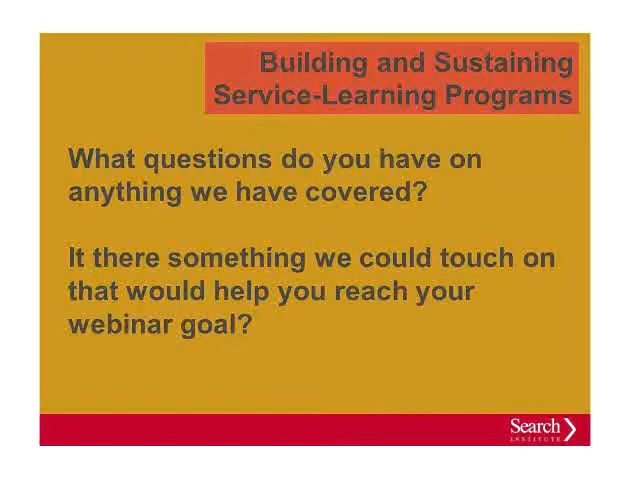 Building and Sustaining
Service-Learning Programs
What questions do you have on
anything we have covered?
It there something we could touch on
that would help you reach your
webinar goal?
Search
INSTITUTE